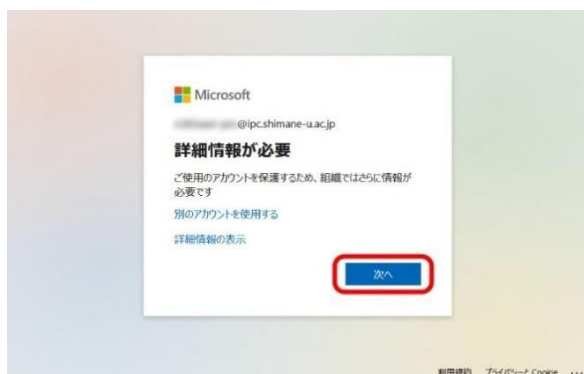 Microsoft
@ipc.shimane-u.ac.jp
詳細情報が必要
ご使用のアカウントを保護するため、組織ではさらに情報が
必要です
別のアカウントを使用する
詳細情報の表示
次へ
利用規約 プライバシーと Cookie ...